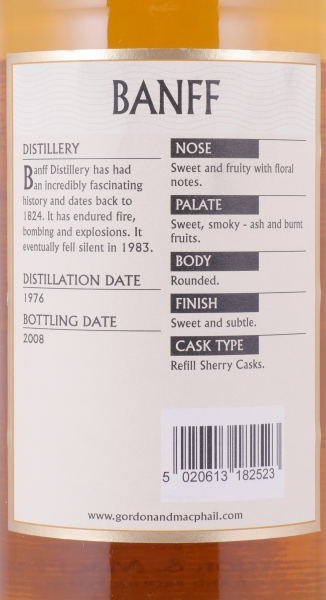 BANFF
DISTILLERY
Banff Distillery has had
an incredibly fascinating
history and dates back to
1824. It has endured fire,
bombing and explosions. It
eventually fell silent in 1983.
DISTILLATION DATE
1976
BOTTLING DATE
2008
NOSE
Sweet and fruity with floral
notes.
PALATE
Sweet, smoky - ash and burnt
fruits.
BODY
Rounded.
FINISH
Sweet and subtle.
CASK TYPE
Refill Sherry Casks.
5 020613 182523
www.gordonandmacphail.com